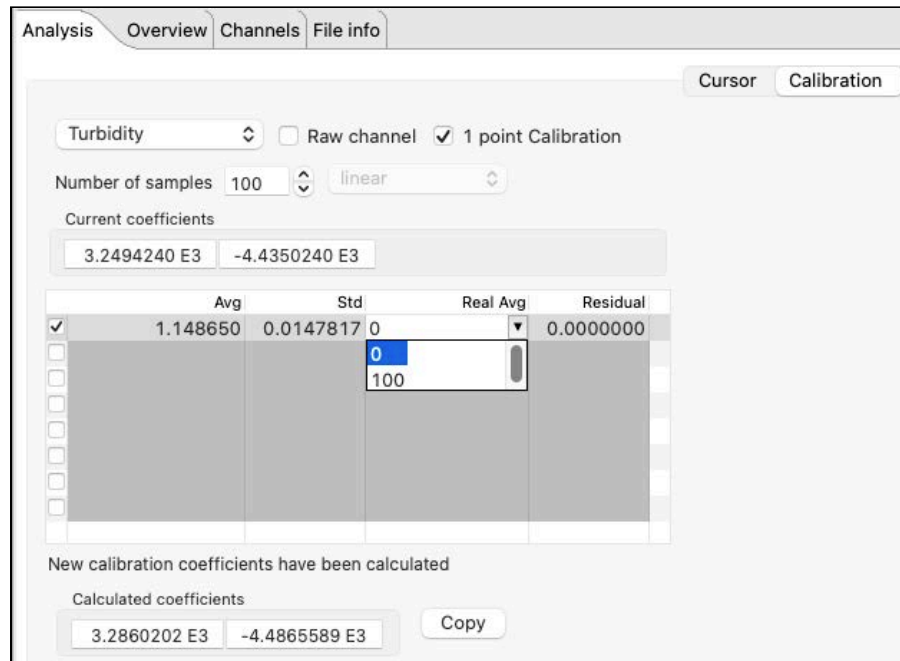 Analysis Overview Channels File info
Cursor Calibration
Turbidity Raw channel 1 point Calibration
Number of samples 100 linear
Current coefficients
3.2494240 E3 -4.4350240 E3
Avg Std Real Avg Residual
1.148650 0.0147817 0 0.0000000
0
100
New calibration coefficients have been calculated
Calculated coefficients
3.2860202 E3 -4.4865589 E3 Copy